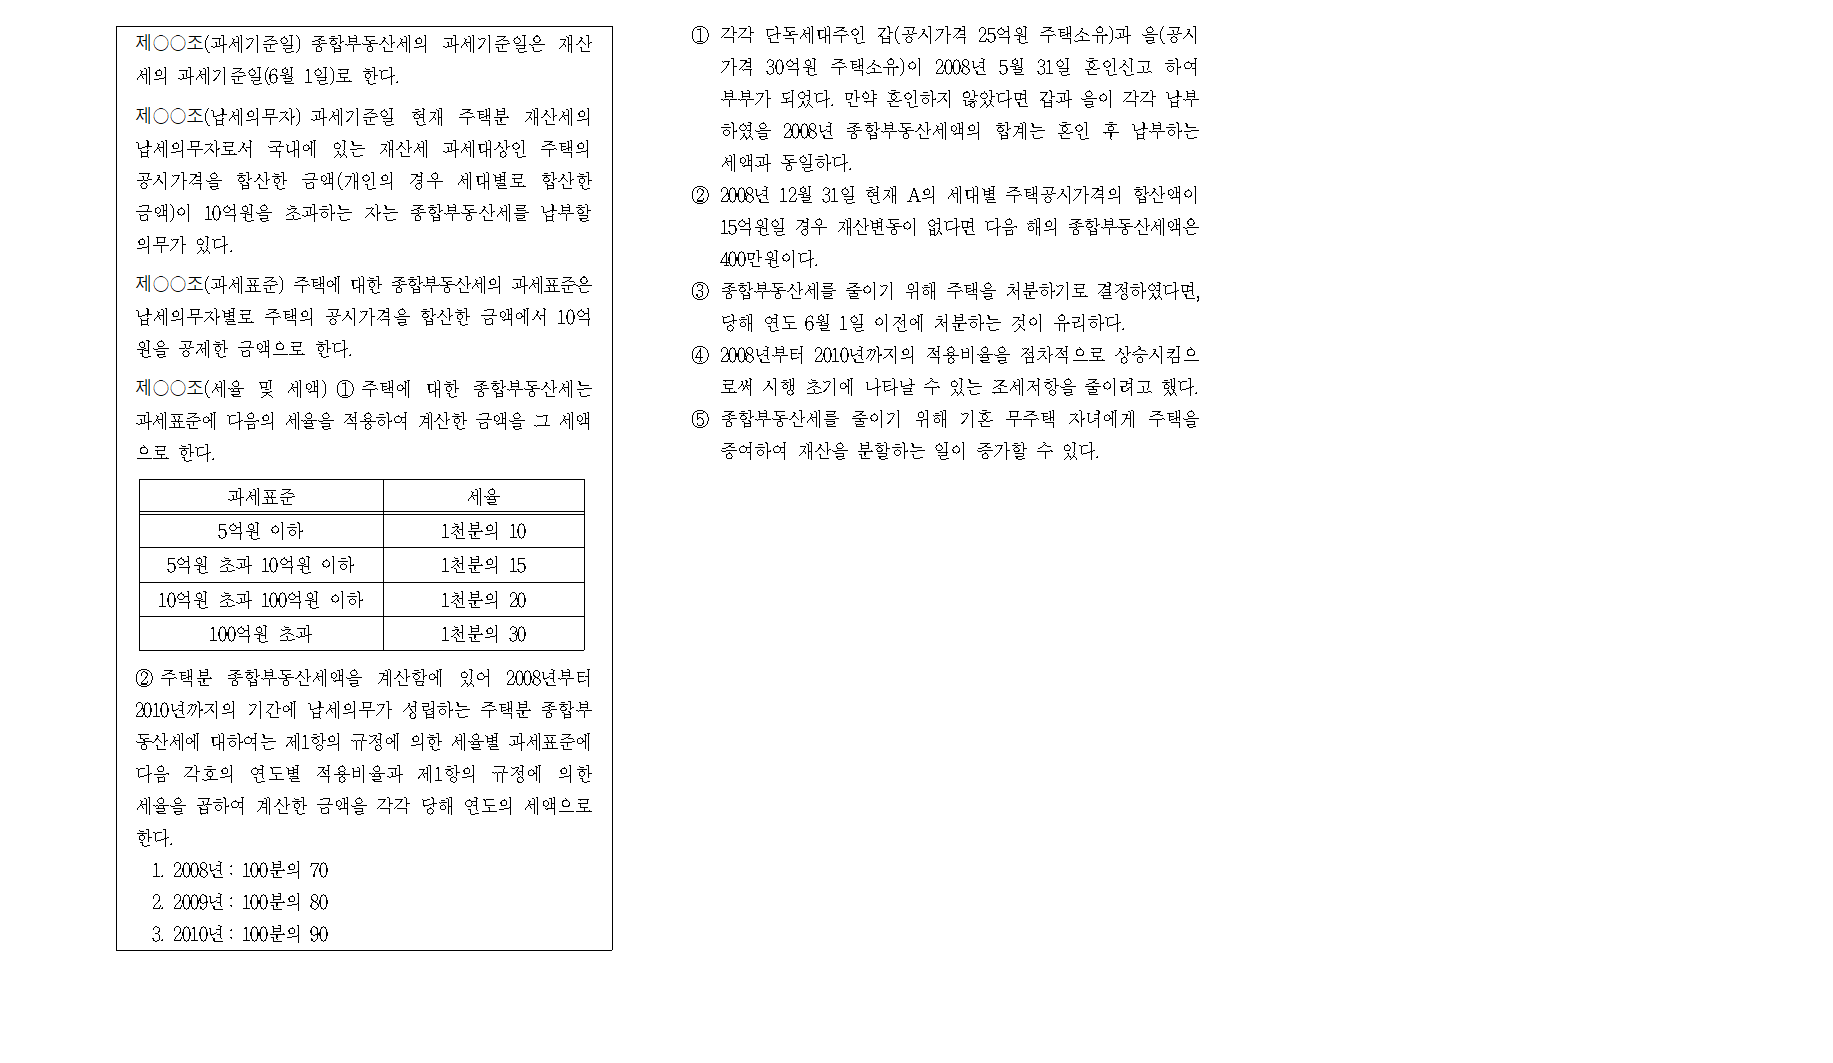 제○○조(과세기준일) 종합부동산세의 과세기준일은 재산
세의 과세기준일(6월 1일)로 한다.
제○○조(납세의무자) 과세기준일 현재 주택분 재산세의
납세의무자로서 국내에 있는 재산세 과세대상인 주택의
공시가격을 합산한 금액(개인의 경우 세대별로 합산한
금액)이 10억원을 초과하는 자는 종합부동산세를 납부할
의무가 있다.
제○○조(과세표준) 주택에 대한 종합부동산세의 과세표준은
납세의무자별로 주택의 공시가격을 합산한 금액에서 10억
원을 공제한 금액으로 한다.
제○○조(세율 및 세액) ① 주택에 대한 종합부동산세는
과세표준에 다음의 세율을 적용하여 계산한 금액을 그 세액
으로 한다.
과세표준 세율
5억원 이하 1천분의 10
5억원 초과 10억원 이하 1천분의 15
10억원 초과 100억원 이하 1천분의 20
100억원 초과 1천분의 30
② 주택분 종합부동산세액을 계산함에 있어 2008년부터
2010년까지의 기간에 납세의무가 성립하는 주택분 종합부
동산세에 대하여는 제1항의 규정에 의한 세율별 과세표준에
다음 각호의 연도별 적용비율과 제1항의 규정에 의한
세율을 곱하여 계산한 금액을 각각 당해 연도의 세액으로
한다.
1. 2008년 : 100분의 70
2. 2009년 : 100분의 80
3. 2010년 : 100분의 90
① 각각 단독세대주인 갑(공시가격 25억원 주택소유)과 을(공시
가격 30억원 주택소유)이 2008년 5월 31일 혼인신고 하여
부부가 되었다. 만약 혼인하지 않았다면 갑과 을이 각각 납부
하였을 2008년 종합부동산세액의 합계는 혼인 후 납부하는
세액과 동일하다.
② 2008년 12월 31일 현재 A의 세대별 주택공시가격의 합산액이
15억원일 경우 재산변동이 없다면 다음 해의 종합부동산세액은
400만원이다.
③ 종합부동산세를 줄이기 위해 주택을 처분하기로 결정하였다면,
당해 연도 6월 1일 이전에 처분하는 것이 유리하다.
④ 2008년부터 2010년까지의 적용비율을 점차적으로 상승시킴으
로써 시행 초기에 나타날 수 있는 조세저항을 줄이려고 했다.
⑤ 종합부동산세를 줄이기 위해 기혼 무주택 자녀에게 주택을
증여하여 재산을 분할하는 일이 증가할 수 있다.